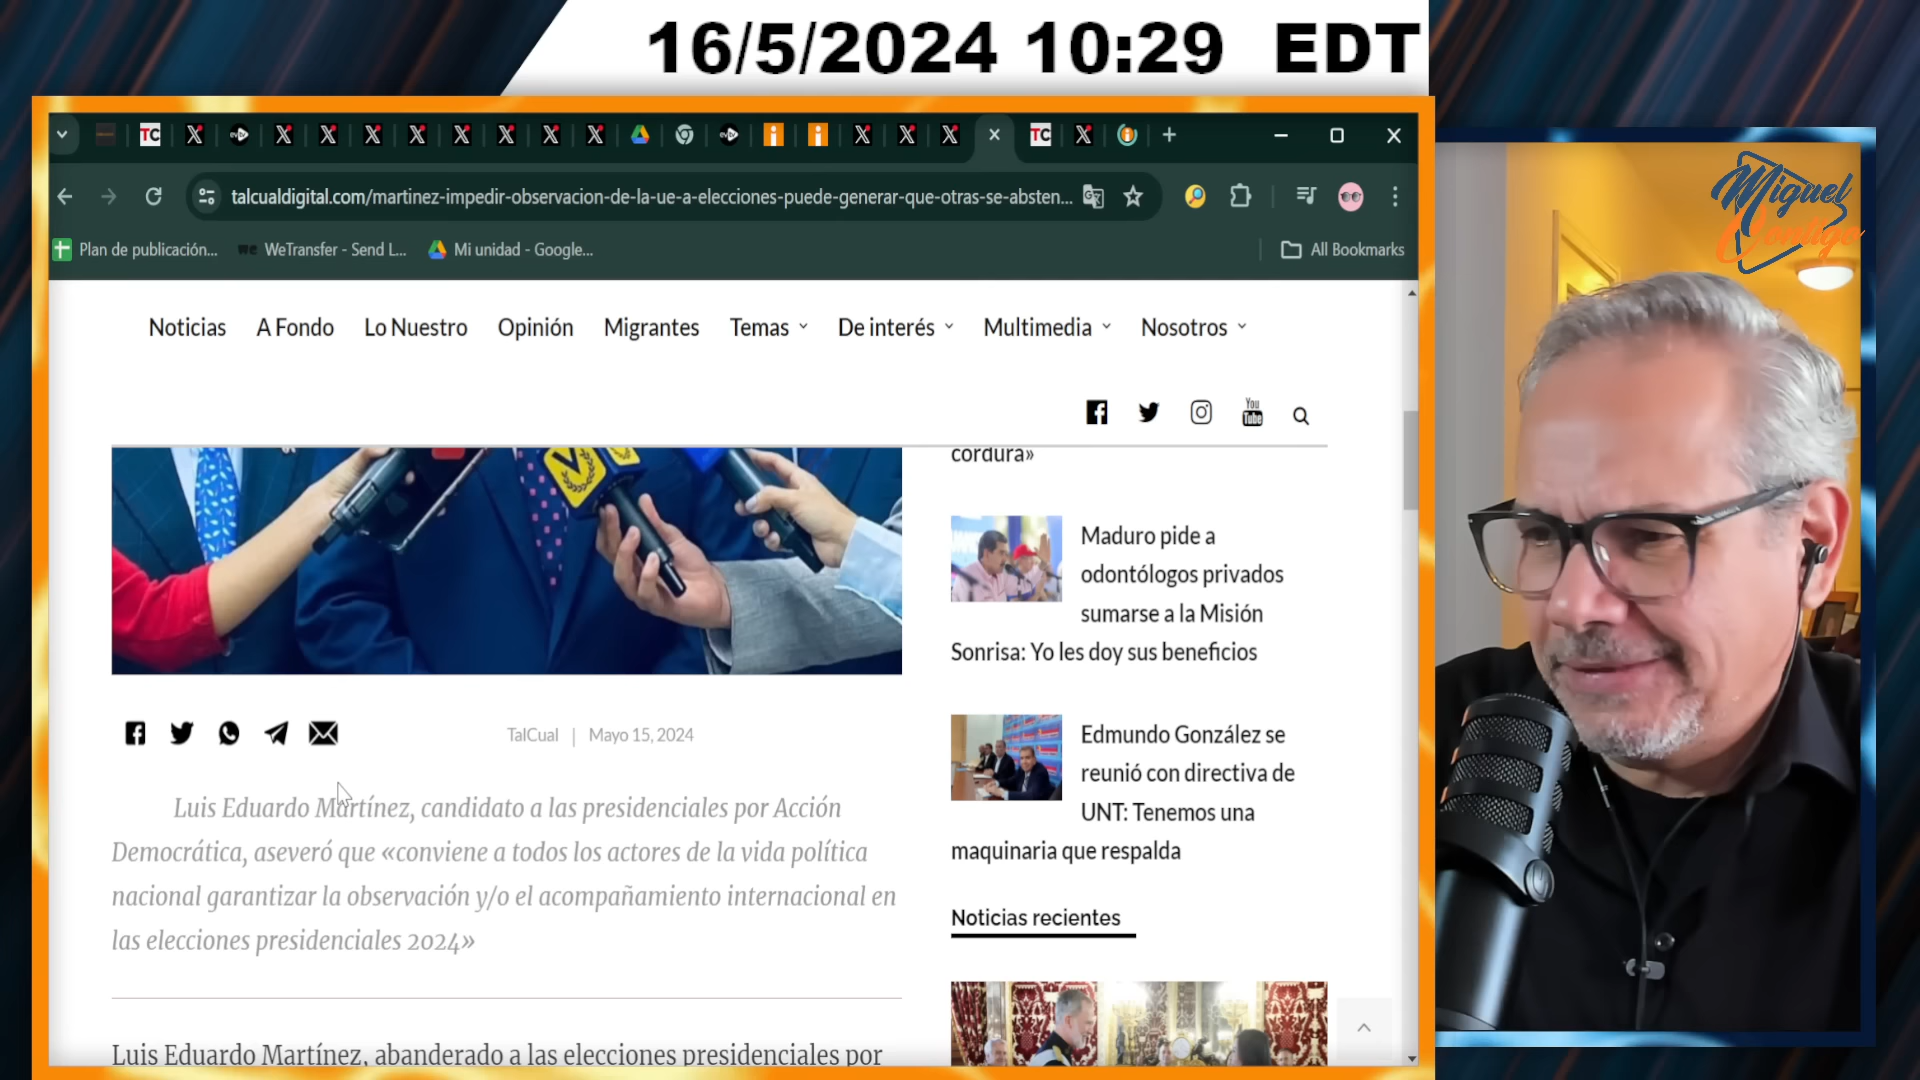 16/5/2024 10:29 EDT
TC
TC
talcualdigital.com/martinez-impedir-observacion-de-la-ue-a-elecciones-puede-generar-que-otras-se-absten...
Plan de publicación...
WeTransfer - Send L...
Mi unidad - Google...
All Bookmarks
Miguel
Contigo
Noticias
A Fondo
Lo Nuestro
Opinión
Migrantes
Temas
De interés
Multimedia
Nosotros
You
Tube
cordura»
Maduro pide a
odontólogos privados
sumarse a la Misión
Sonrisa: Yo les doy sus beneficios
TalCual | Mayo 15, 2024
Edmundo González se
reunió con directiva de
UNT: Tenemos una
maquinaria que respalda
Luis Eduardo Martínez, candidato a las presidenciales por Acción
Democrática, aseveró que «conviene a todos los actores de la vida política
nacional garantizar la observación y/o el acompañamiento internacional en
las elecciones presidenciales 2024»
Noticias recientes
Luis Eduardo Martínez, abanderado a las elecciones presidenciales por